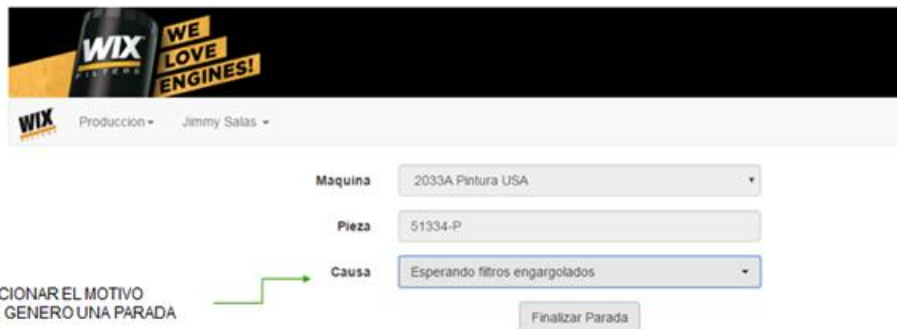 WIX
FILTERS
WE
LOVE
ENGINES!
WIX
FILTERS
Produccion
Jimmy Salas
Maquina
2033A Pintura USA
Pieza
51334-P
Causa
Esperando filtros engargolados
CIONAR EL MOTIVO
GENERO UNA PARADA
Finalizar Parada